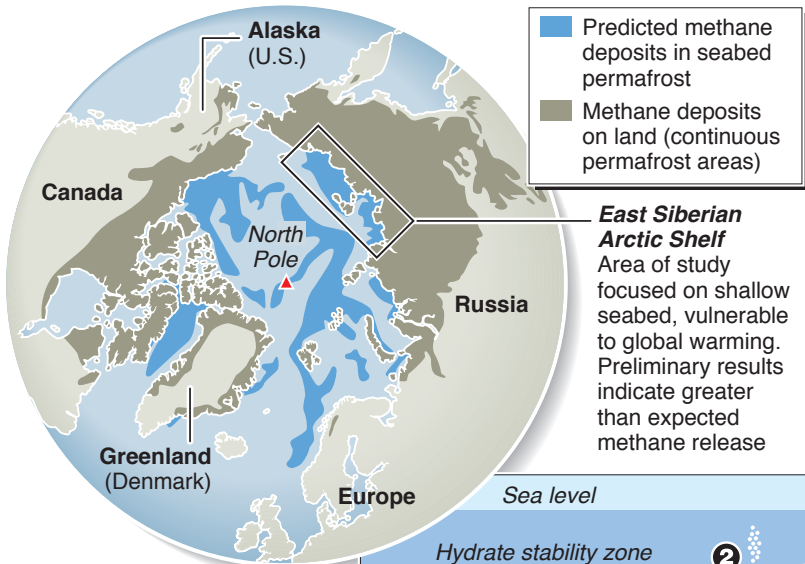 Alaska
(U.S.)
Predicted methane
deposits in seabed
permafrost
Methane deposits
on land (continuous
permafrost areas)
Canada
North
Pole
Russia
East Siberian
Arctic Shelf
Area of study
focused on shallow
seabed, vulnerable
to global warming.
Preliminary results
indicate greater
than expected
methane release
Greenland
(Denmark)
Europe
Sea level
Hydrate stability zone
2